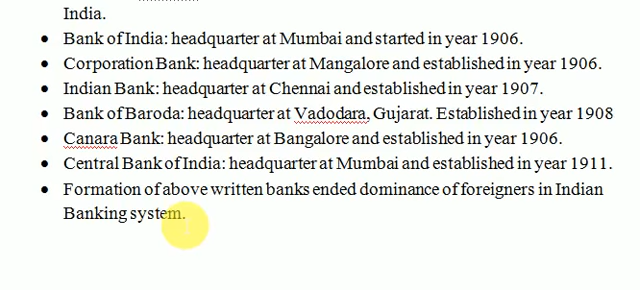 India.
• Bank of India: headquarter at Mumbai and started in year 1906.
• Corporation Bank: headquarter at Mangalore and established in year 1906.
• Indian Bank: headquarter at Chennai and established in year 1907.
• Bank of Baroda: headquarter at Vadodara, Gujarat. Established in year 1908
• Canara Bank: headquarter at Bangalore and established in year 1906.
• Central Bank of India: headquarter at Mumbai and established in year 1911.
• Formation of above written banks ended dominance of foreigners in Indian
Banking system.